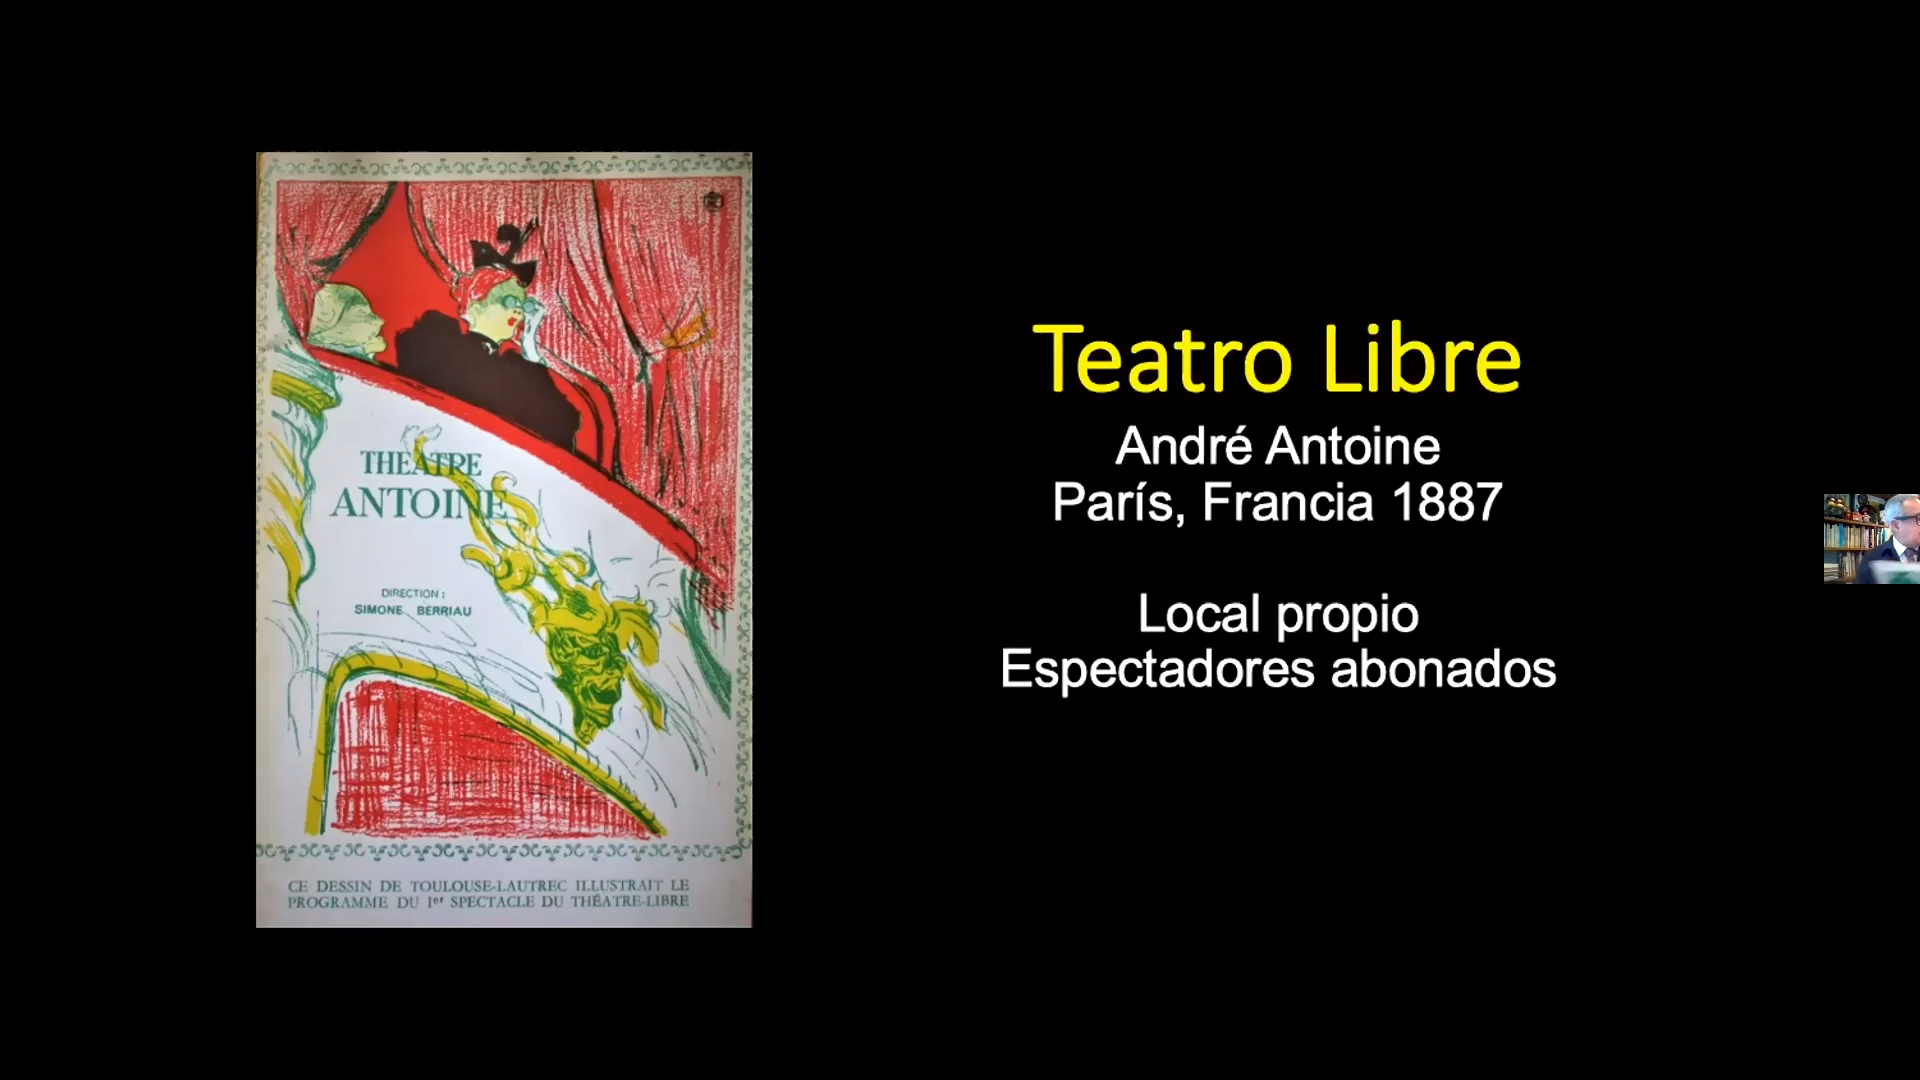 THEATRE
ANTOINE
DIRECTION :
SIMONE BERRIAU
CE DESSIN DE TOULOUSE-LAUTREC ILLUSTRAIT LE
PROGRAMME DU 1er SPECTACLE DU THÉATRE-LIBRE
Teatro Libre
André Antoine
París, Francia 1887
Local propio
Espectadores abonados